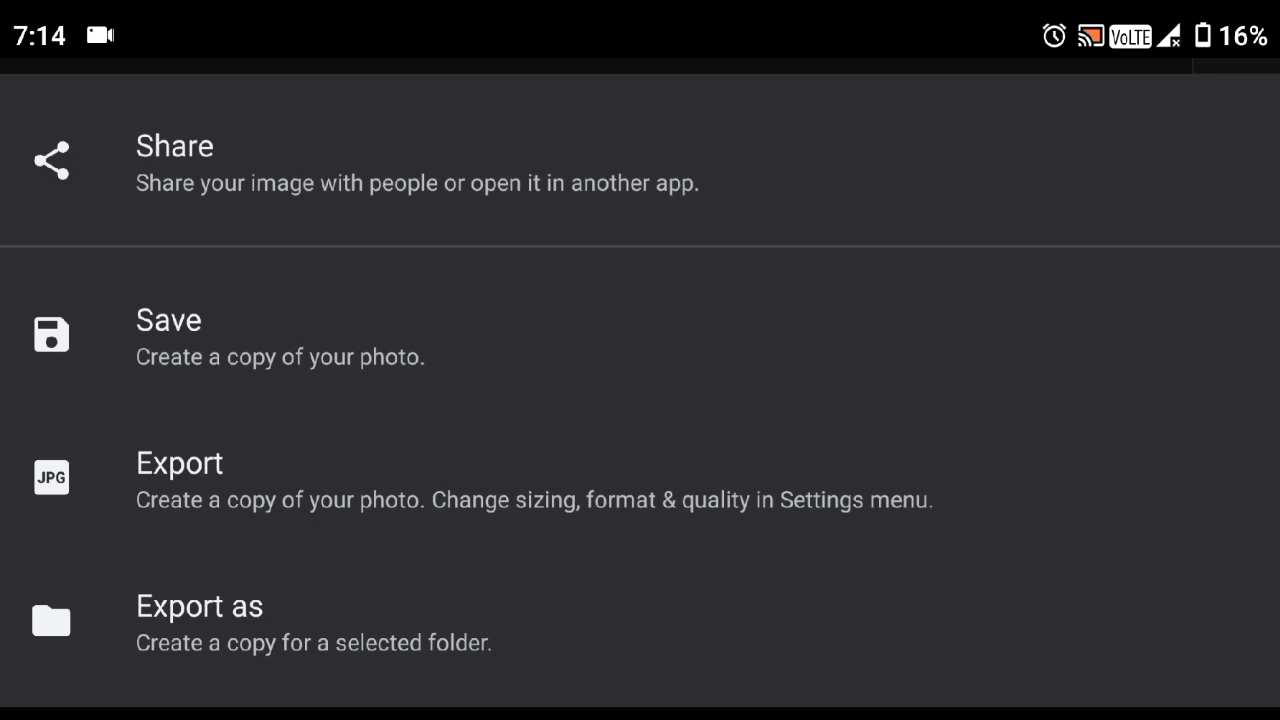 7:14 VoLTE 16%
Share
Share your image with people or open it in another app.
Save
Create a copy of your photo.
JPG
Export
Create a copy of your photo. Change sizing, format & quality in Settings menu.
Export as
Create a copy for a selected folder.